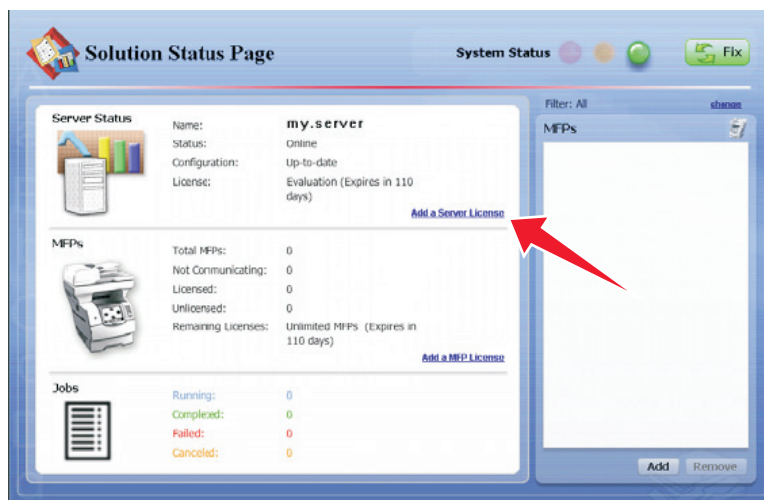 Solution Status Page
System Status
Fix
Server Status
Name: my.server
Status: Online
Configuration: Up-to-date
License: Evaluation (Expires in 110
days)
Add a Server License
MFPs
Total MFPs: 0
Not Communicating: 0
Licensed: 0
Unlicensed: 0
Remaining Licenses: Unlimited MFPs (Expires in
110 days)
Add a MFP License
Jobs
Running: 0
Completed: 0
Failed: 0
Canceled: 0
Filter: All
change
MFPs
Add
Remove